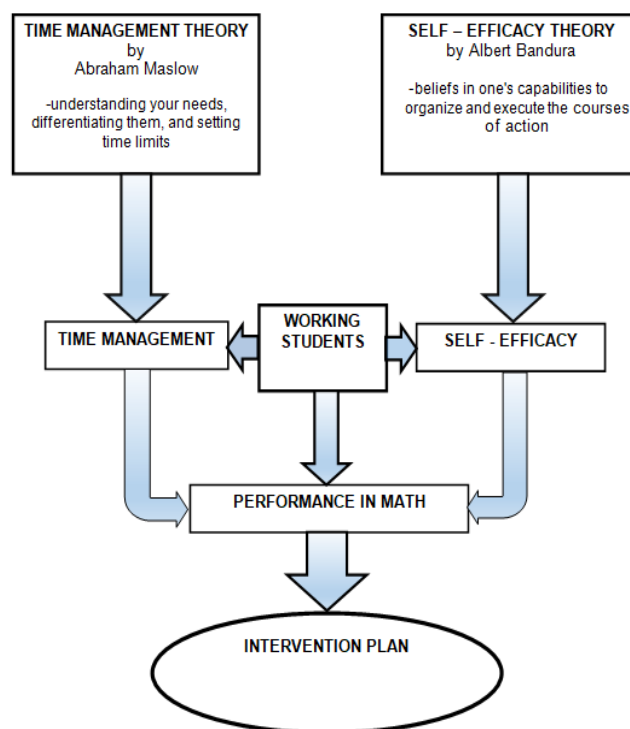 TIME MANAGEMENT THEORY
by
Abraham Maslow
-understanding your needs,
differentiating them, and setting
time limits
SELF – EFFICACY THEORY
by Albert Bandura
-beliefs in one's capabilities to
organize and execute the courses
of action
TIME MANAGEMENT
WORKING
STUDENTS
SELF - EFFICACY
PERFORMANCE IN MATH
INTERVENTION PLAN